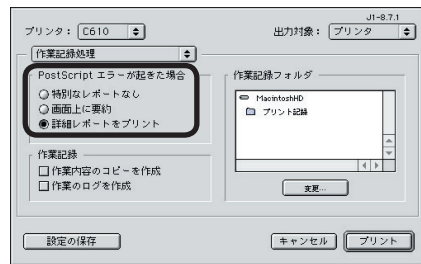 J1-8.7.1
プリンタ： C610 出力対象： プリンタ
作業記録処理
PostScript エラーが起きた場合
特別なレポートなし
画面上に要約
詳細レポートをプリント
作業記録
作業内容のコピーを作成
作業のログを作成
作業記録フォルダ
MacintoshHD
プリント記録
変更...
設定の保存 キャンセル プリント